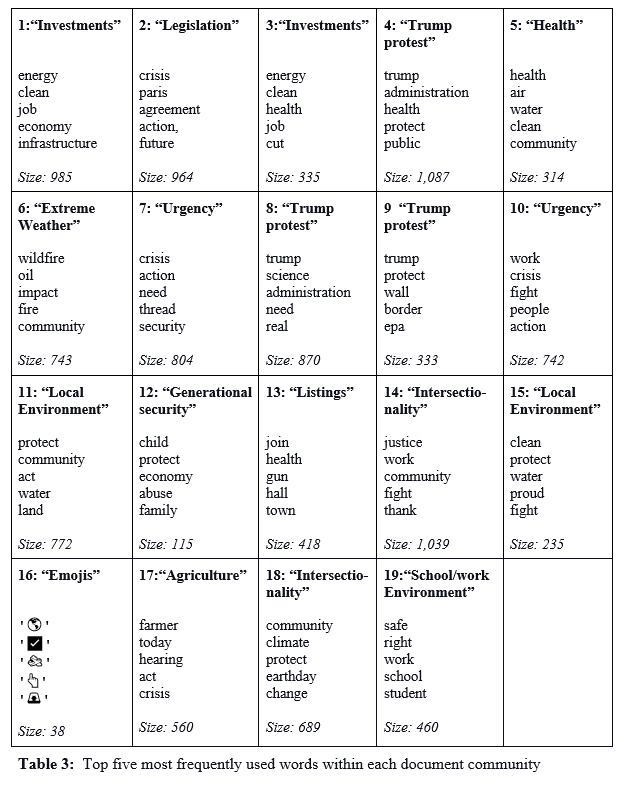 1:“Investments”
energy
clean
job
economy
infrastructure
Size: 985
2: “Legislation”
crisis
paris
agreement
action,
future
Size: 964
3:“Investments”
energy
clean
health
job
cut
Size: 335
4: “Trump
protest”
trump
administration
health
protect
public
Size: 1,087
5: “Health”
health
air
water
clean
community
Size: 314
6: “Extreme
Weather”
wildfire
oil
impact
fire
community
Size: 743
7: “Urgency”
crisis
action
need
thread
security
Size: 804
8: “Trump
protest”
trump
science
administration
need
real
Size: 870
9 “Trump
protest”
trump
protect
wall
border
epa
Size: 333
10: “Urgency”
work
crisis
fight
people
action
Size: 742
11: “Local
Environment”
protect
community
act
water
land
Size: 772
12: “Generational
security”
child
protect
economy
abuse
family
Size: 115
13: “Listings”
join
health
gun
hall
town
Size: 418
14: “Intersectio-
nality”
justice
work
community
fight
thank
Size: 1,039
15: “Local
Environment”
clean
protect
water
proud
fight
Size: 235
16: “Emojis”
Size: 38
17:“Agriculture”
farmer
today
hearing
act
crisis
Size: 560
18: “Intersectio-
nality”
community
climate
protect
earthday
change
Size: 689
19:“School/work
Environment”
safe
right
work
school
student
Size: 460
Table 3: Top five most frequently used words within each document community